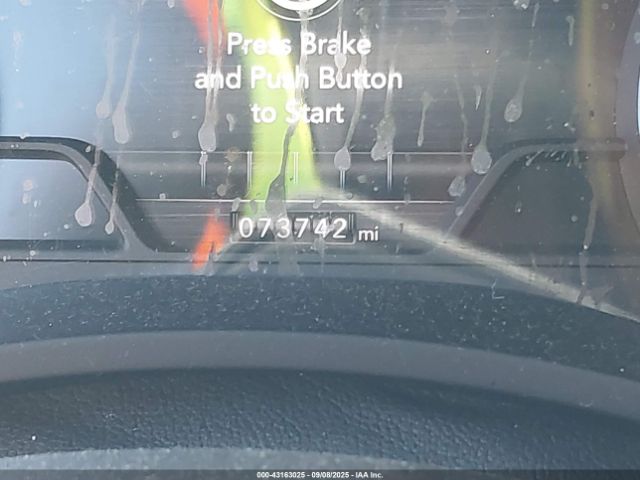 Press Brake
and Push Button
to Start
073742 mi
000-43163025 - 09/08/2025 - IAA Inc.